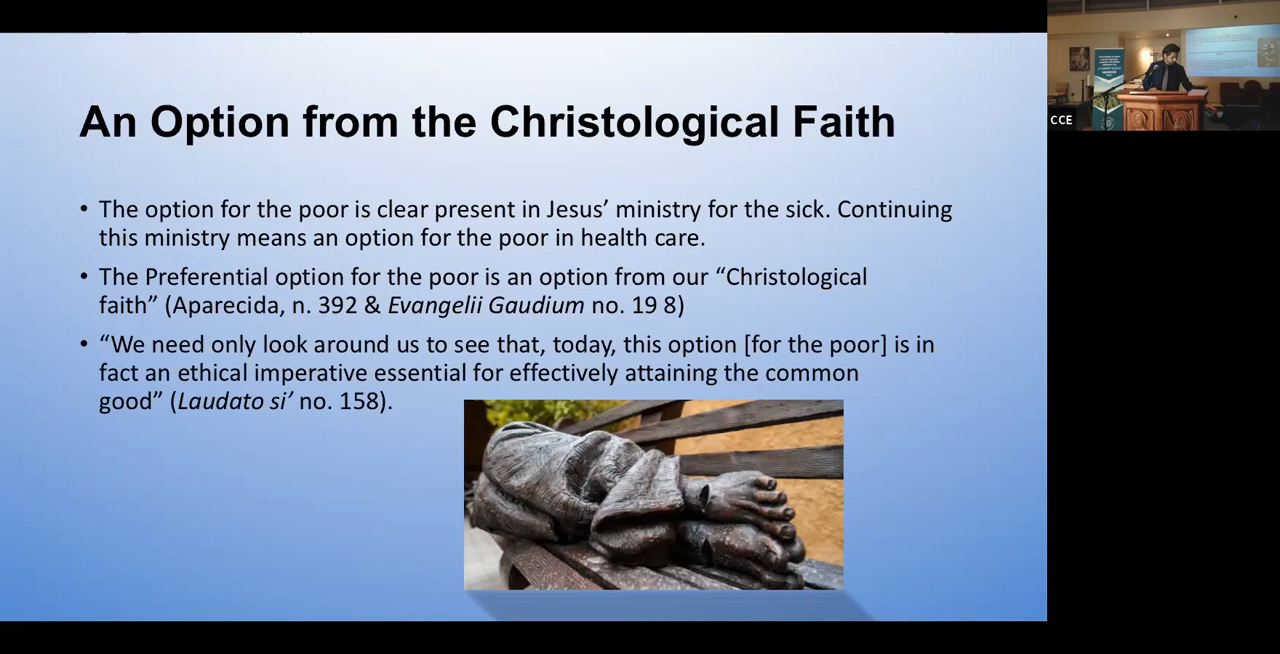 An Option from the Christological Faith
• The option for the poor is clear present in Jesus’ ministry for the sick. Continuing
this ministry means an option for the poor in health care.
• The Preferential option for the poor is an option from our “Christological
faith” (Aparecida, n. 392 & Evangelii Gaudium no. 19 8)
• “We need only look around us to see that, today, this option [for the poor] is in
fact an ethical imperative essential for effectively attaining the common
good” (Laudato si’ no. 158).
CCE